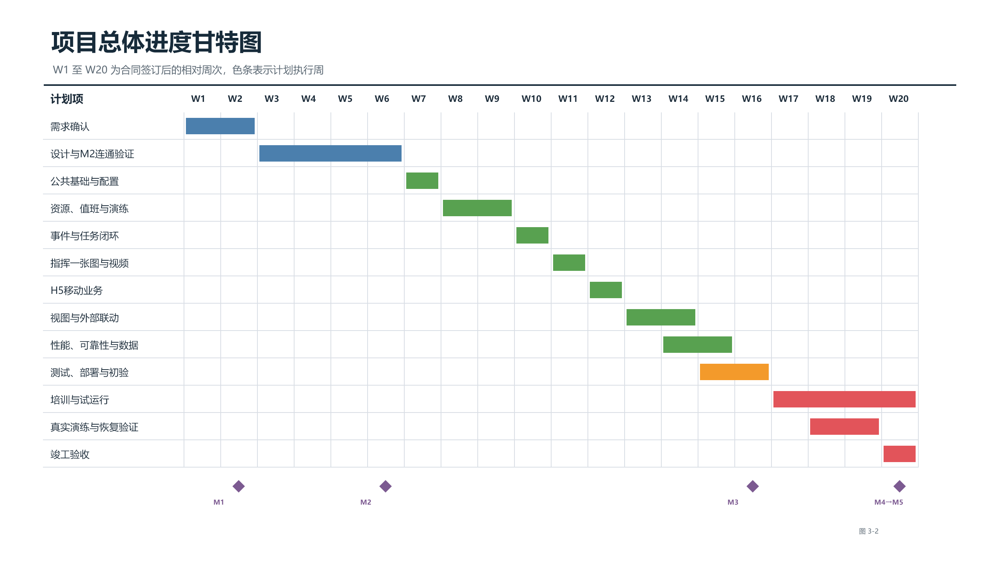 项目总体进度甘特图
W1 至 W20 为合同签订后的相对周次，色条表示计划执行周
计划项 W1 W2 W3 W4 W5 W6 W7 W8 W9 W10 W11 W12 W13 W14 W15 W16 W17 W18 W19 W20
需求确认
设计与M2连通验证
公共基础与配置
资源、值班与演练
事件与任务闭环
指挥一张图与视频
H5移动业务
视图与外部联动
性能、可靠性与数据
测试、部署与初验
培训与试运行
真实演练与恢复验证
竣工验收
M1 M2 M3 M4→M5
图 3-2